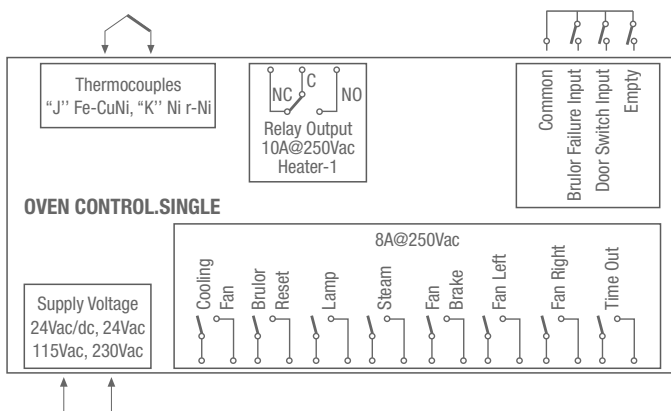 Thermocouples
“J’’ Fe-CuNi, “K’’ Ni r-Ni
NC
C
NO
Relay Output
10A@250Vac
Heater-1
Common
Brulor Failure Input
Door Switch Input
Empty
OVEN CONTROL.SINGLE
Supply Voltage
24Vac/dc, 24Vac
115Vac, 230Vac
8A@250Vac
Cooling
Fan
Brulor
Reset
Lamp
Steam
Fan
Brake
Fan Left
Fan Right
Time Out